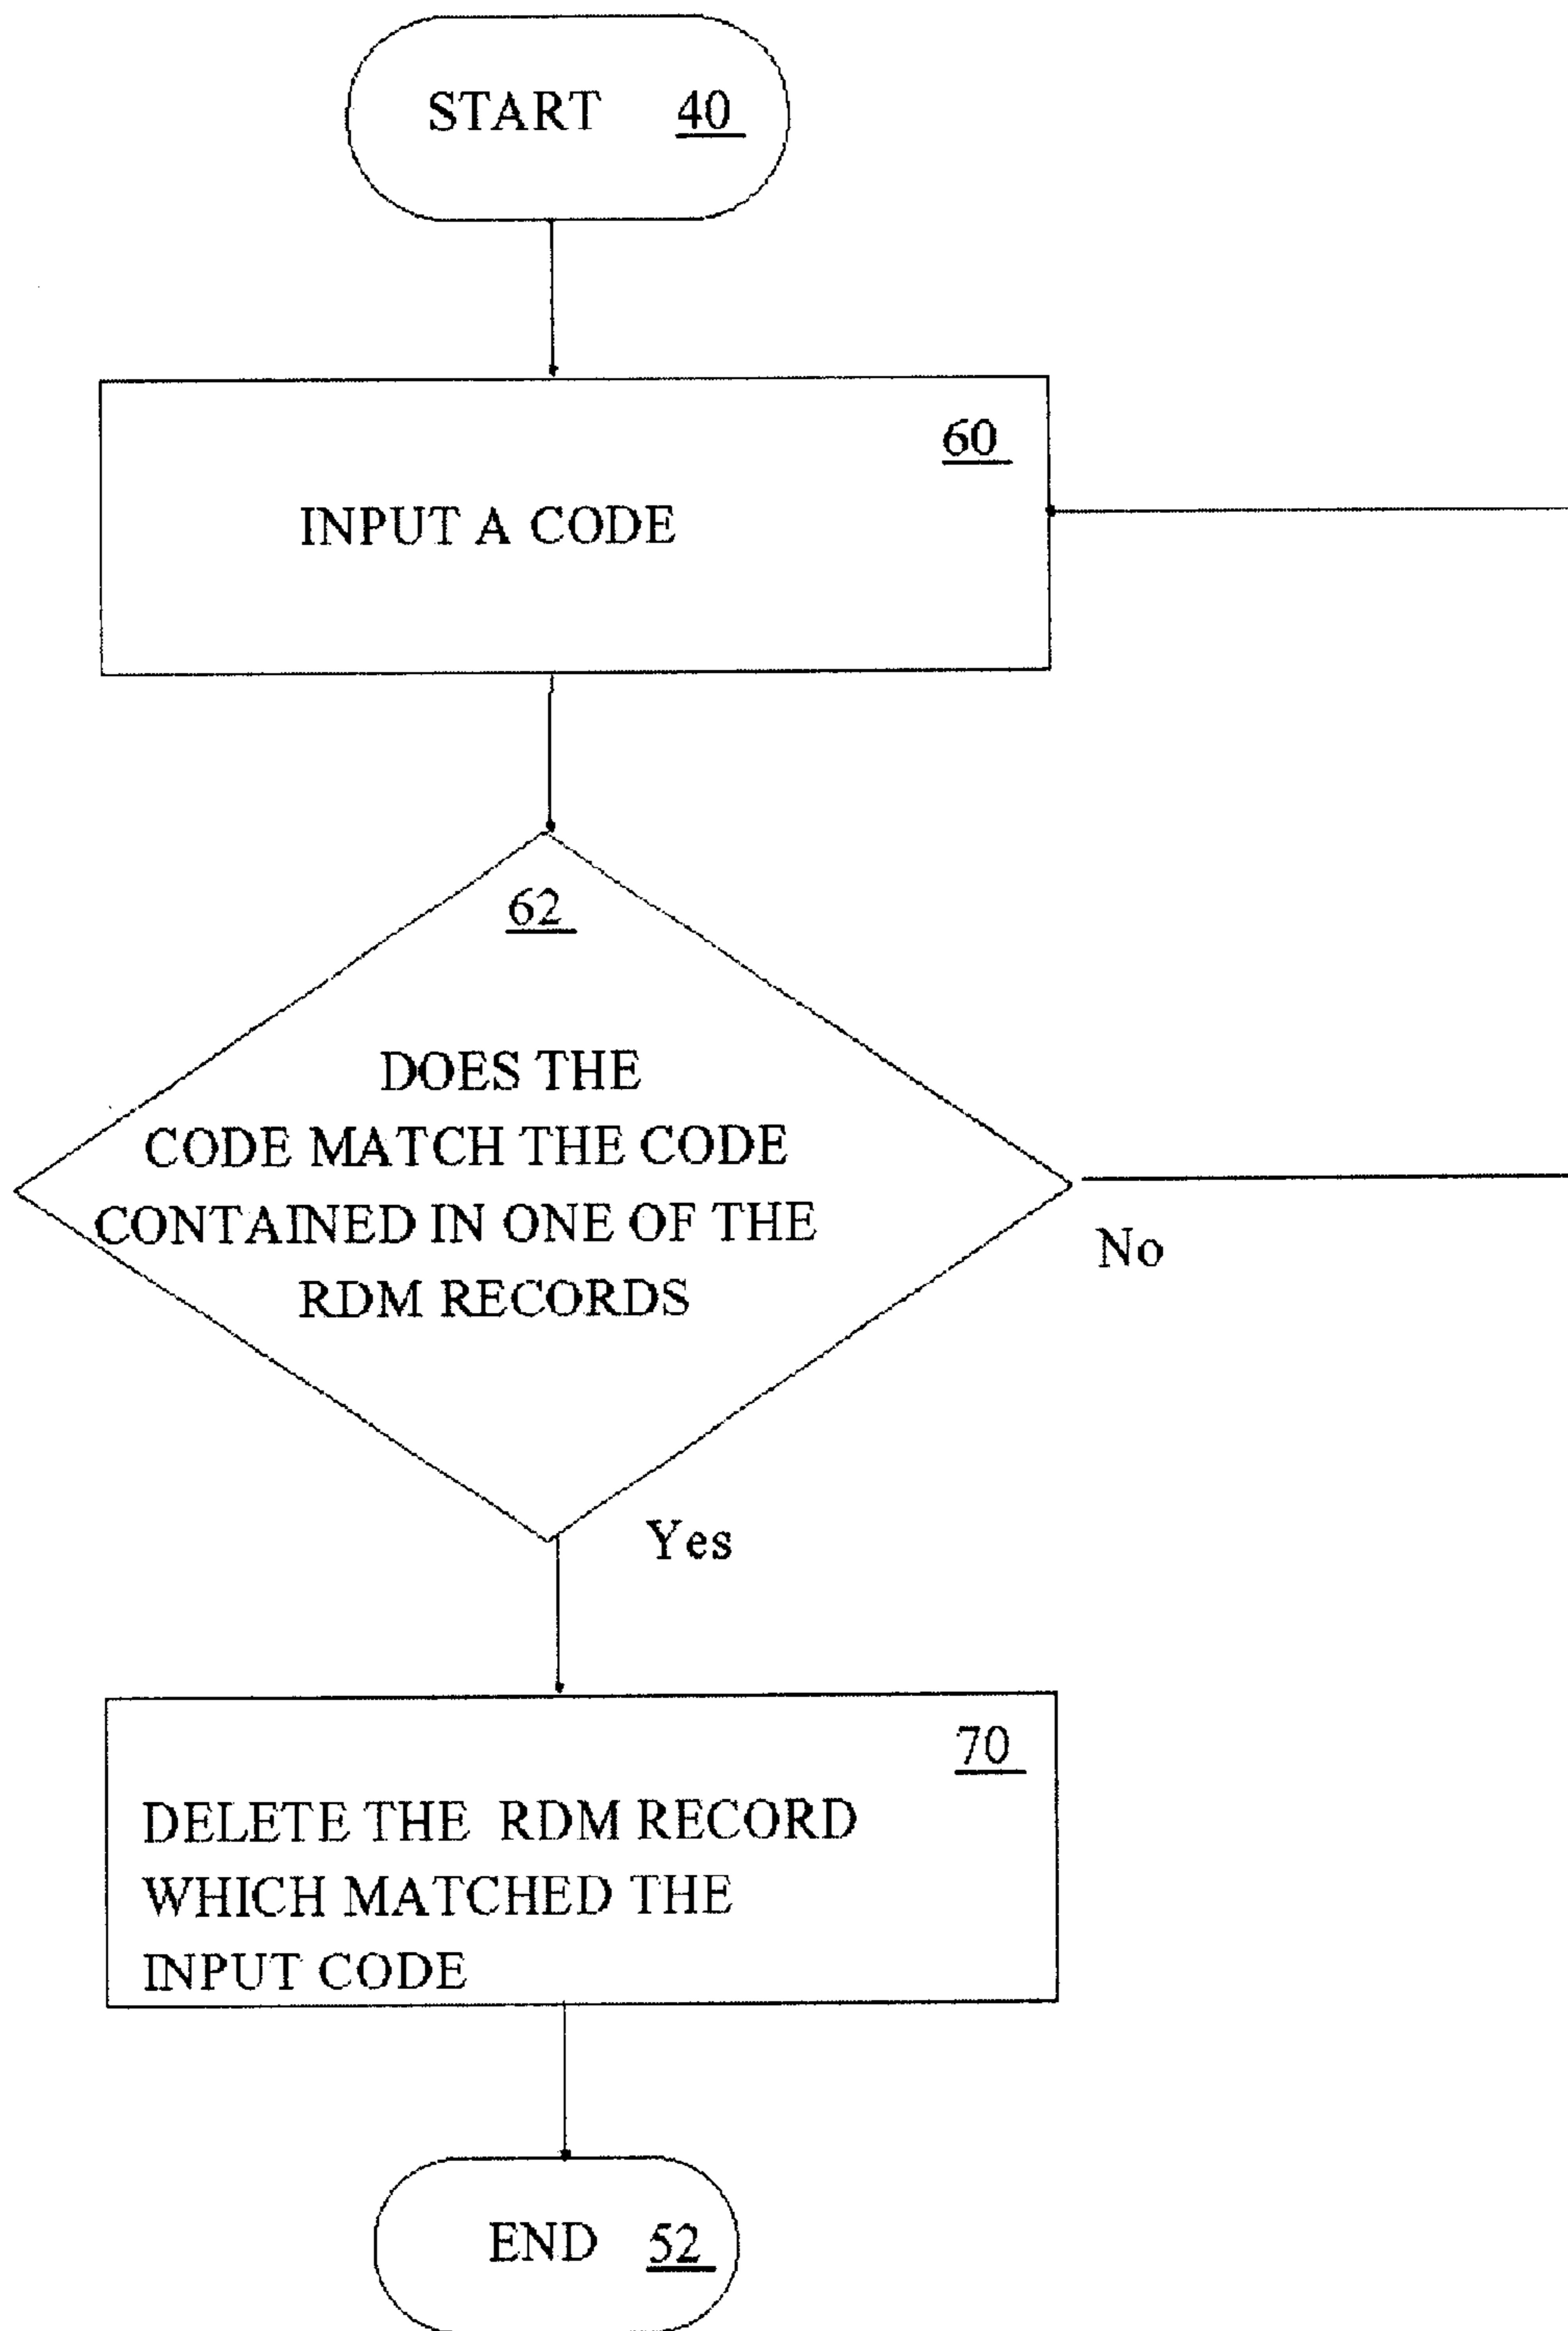 START 40
60
INPUT A CODE
62
DOES THE
CODE MATCH THE CODE
CONTAINED IN ONE OF THE
RDM RECORDS
No
Yes
70
DELETE THE RDM RECORD
WHICH MATCHED THE
INPUT CODE
END 52